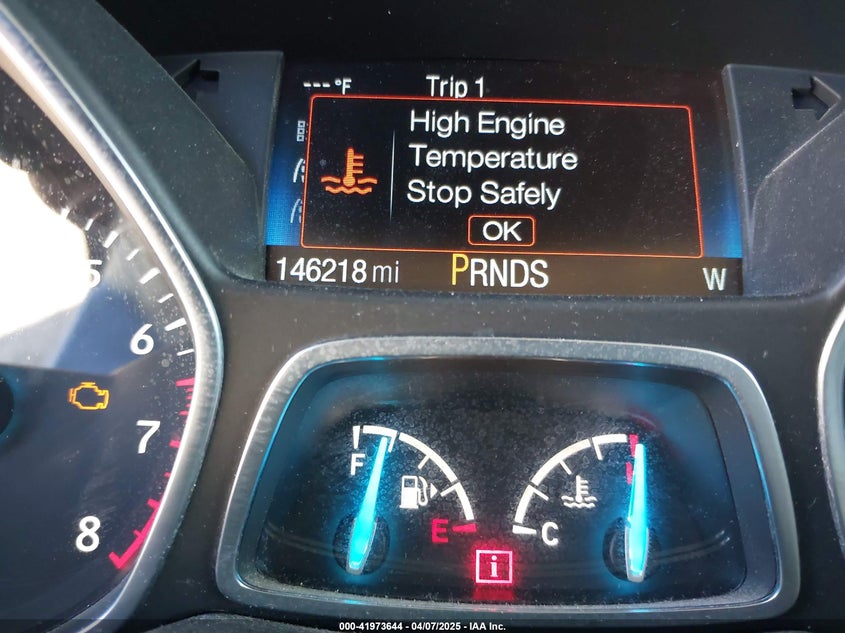 ---°F Trip 1
High Engine
Temperature
Stop Safely
OK
146218 mi PRNDS W
5
6
7
8
F
E
C
i
000-41973644 - 04/07/2025 - IAA Inc.